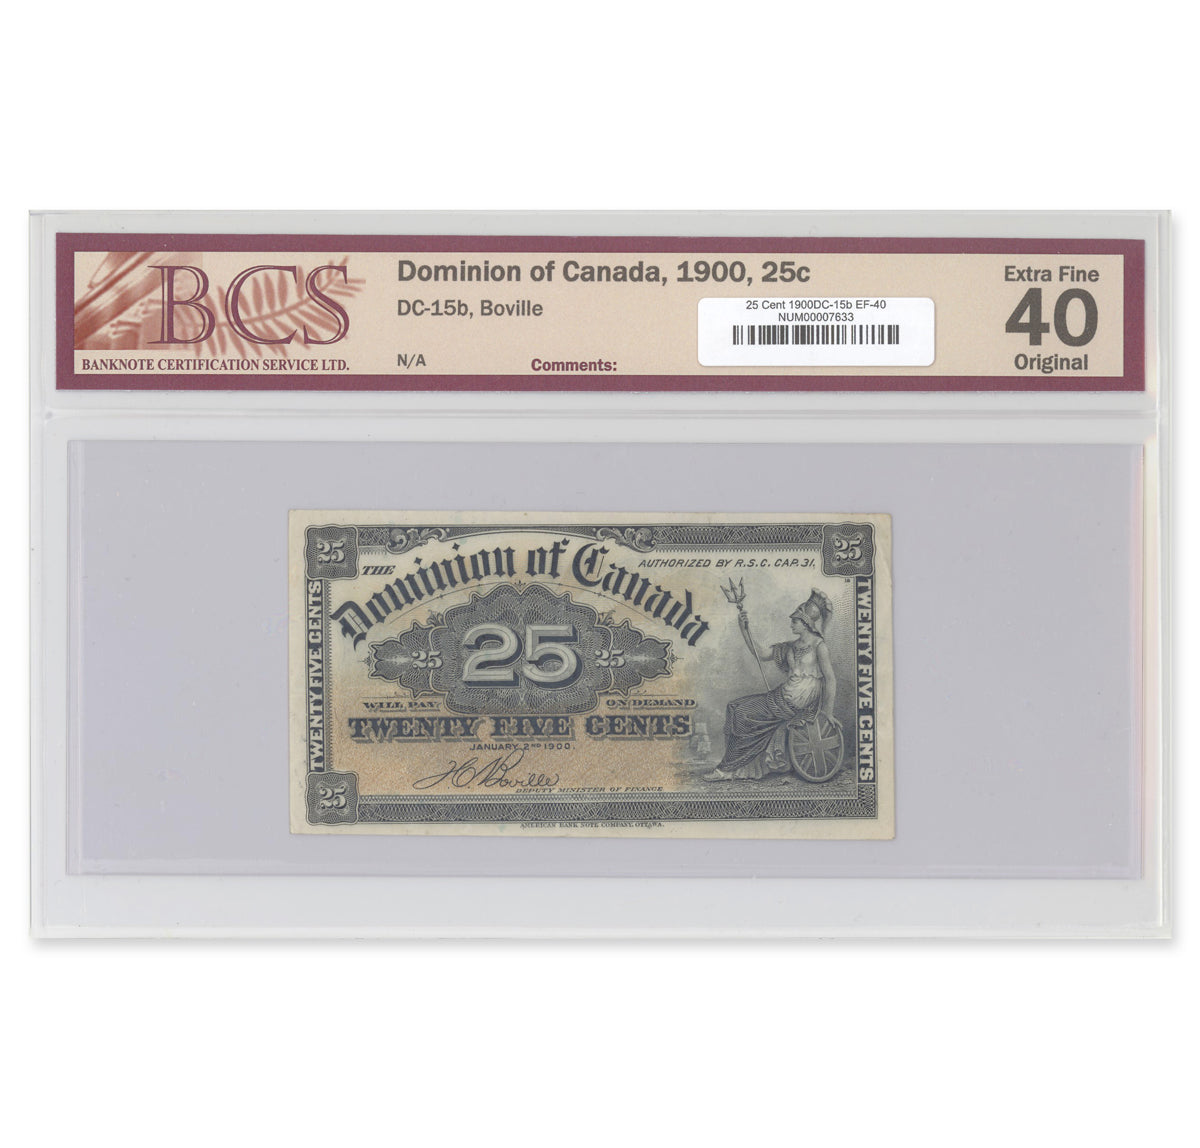 BCS
BANKNOTE CERTIFICATION SERVICE LTD.
Dominion of Canada, 1900, 25c
DC-15b, Boville
N/A
Comments:
25 Cent 1900DC-15b EF-40
NUM00007633
Extra Fine
40
Original
25
25
THE
Dominion of Canada
AUTHORIZED BY R.S.C. CAP. 31.
TWENTY FIVE CENTS
25
25
25
TWENTY FIVE CENTS
WILL PAY
ON DEMAND
TWENTY FIVE CENTS
JANUARY 2ND 1900.
Boville
DEPUTY MINISTER OF FINANCE
25
AMERICAN BANK NOTE COMPANY, OTTAWA.